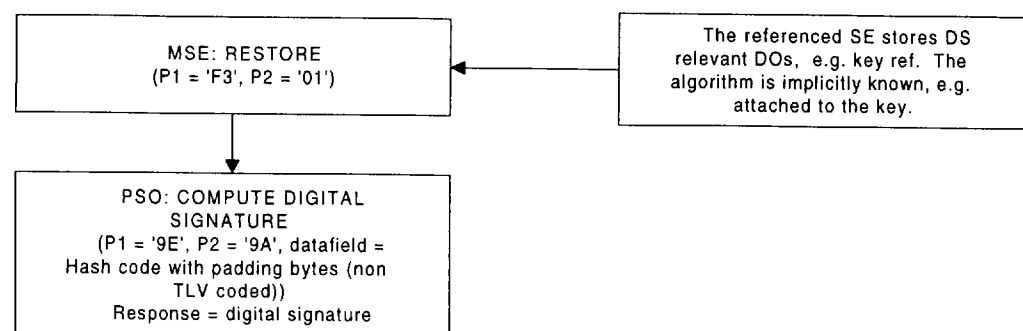 MSE: RESTORE
(P1 = 'F3', P2 = '01')
The referenced SE stores DS
relevant DOs, e.g. key ref. The
algorithm is implicitly known, e.g.
attached to the key.
PSO: COMPUTE DIGITAL
SIGNATURE
(P1 = '9E', P2 = '9A', datafield =
Hash code with padding bytes (non
TLV coded))
Response = digital signature